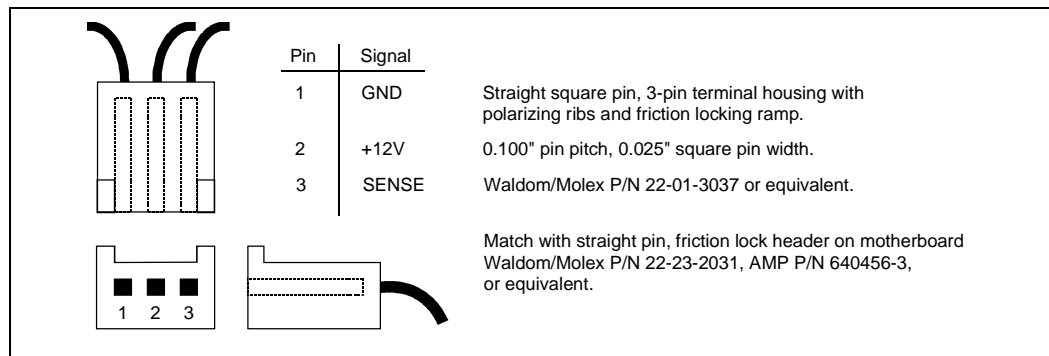 Pin Signal
1 GND Straight square pin, 3-pin terminal housing with
polarizing ribs and friction locking ramp.
2 +12V 0.100" pin pitch, 0.025" square pin width.
3 SENSE Waldom/Molex P/N 22-01-3037 or equivalent.
Match with straight pin, friction lock header on motherboard
Waldom/Molex P/N 22-23-2031, AMP P/N 640456-3,
or equivalent.
1 2 3